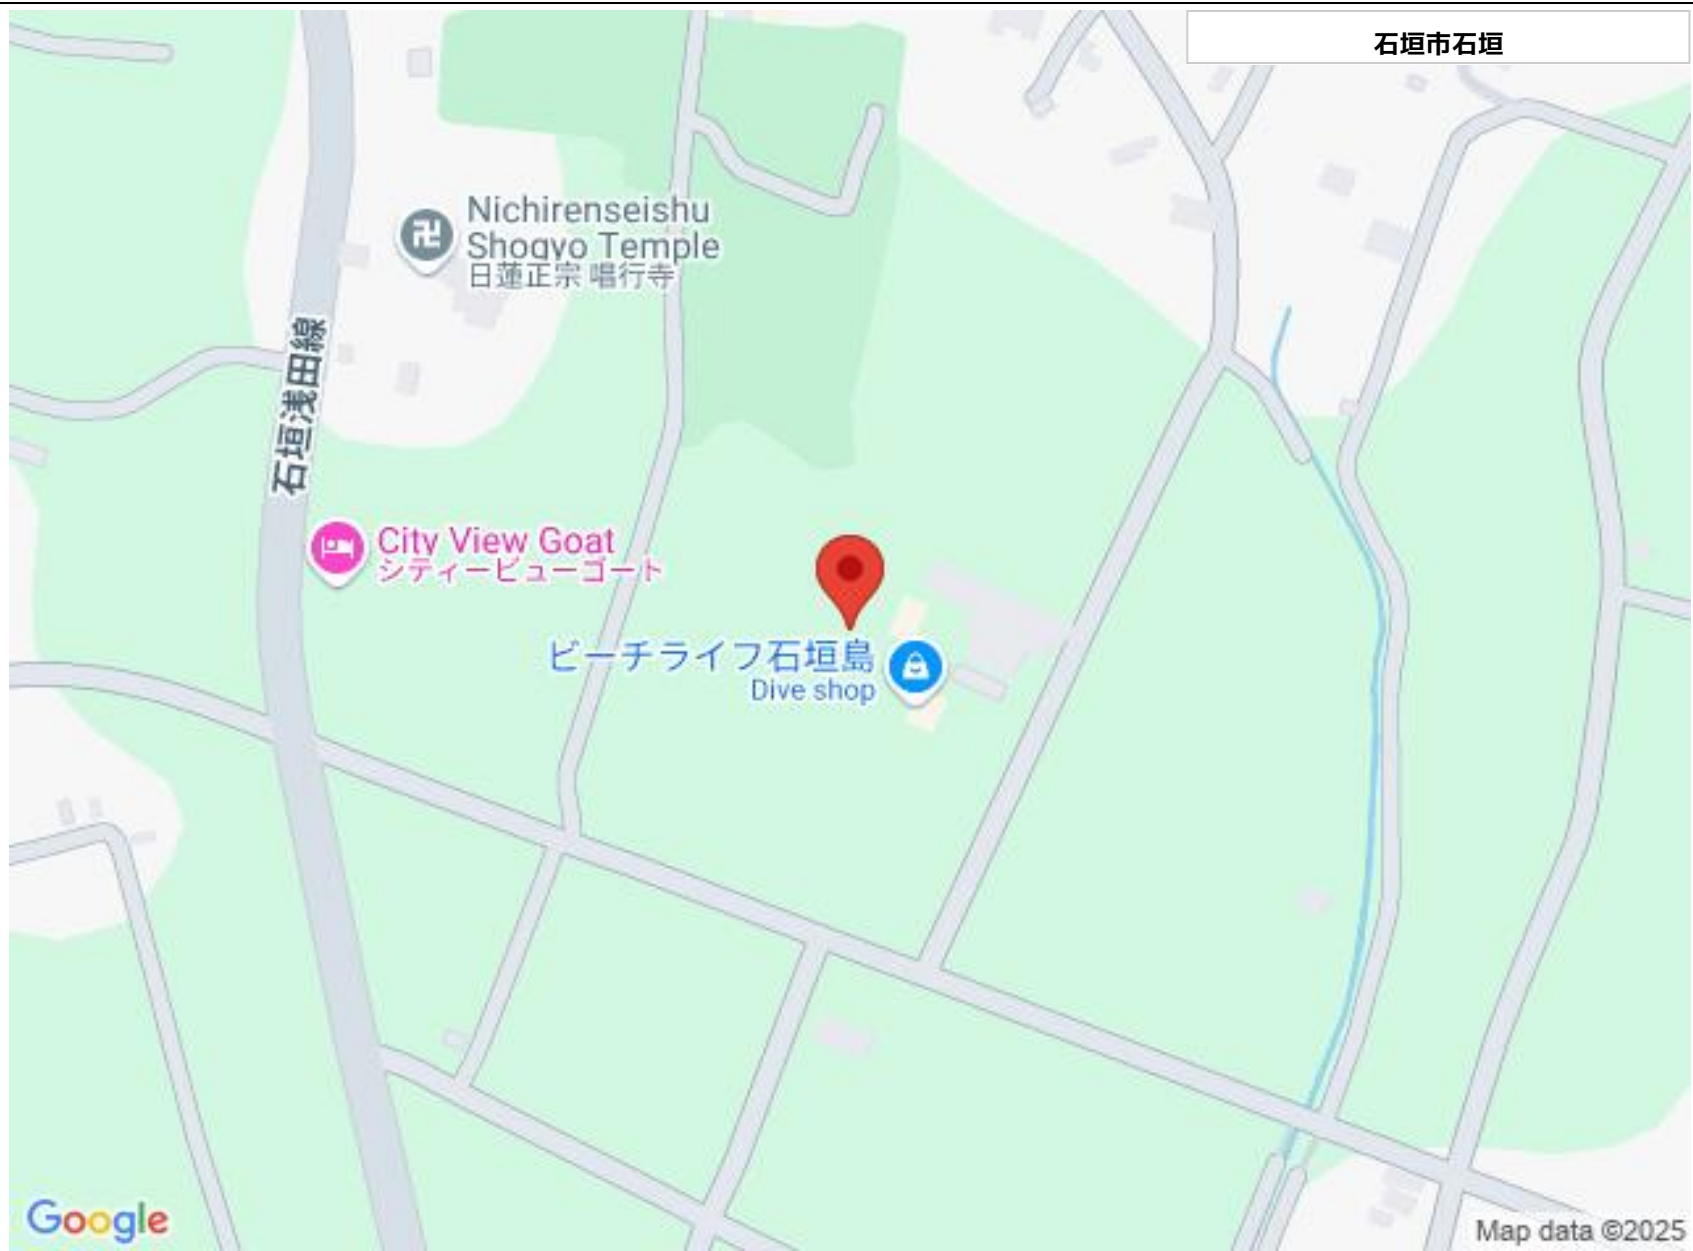 石垣市石垣
Nichirenseishu
Shogyo Temple
日蓮正宗 唱行寺
石垣浅田線
City View Goat
シティービューゴート
ビーチライフ石垣島
Dive shop
Google
Map data ©2025